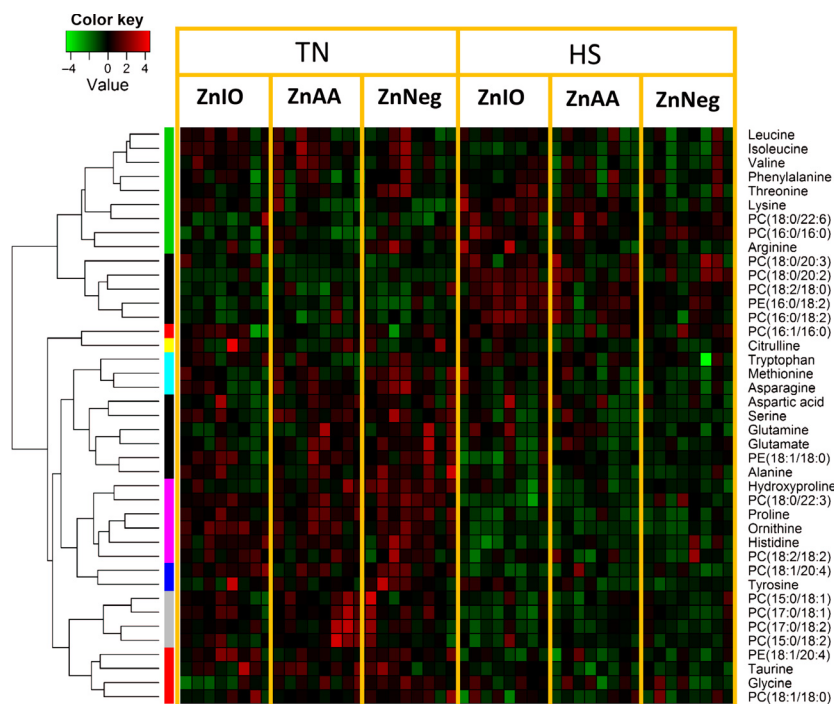 Color key
−4 0 2 4
Value
TN HS
ZnIO ZnAA ZnNeg ZnIO ZnAA ZnNeg
Leucine
Isoleucine
Valine
Phenylalanine
Threonine
Lysine
PC(18:0/22:6)
PC(16:0/16:0)
Arginine
PC(18:0/20:3)
PC(18:0/20:2)
PC(18:2/18:0)
PE(16:0/18:2)
PC(16:0/18:2)
PC(16:1/16:0)
Citrulline
Tryptophan
Methionine
Asparagine
Aspartic acid
Serine
Glutamine
Glutamate
PE(18:1/18:0)
Alanine
Hydroxyproline
PC(18:0/22:3)
Proline
Ornithine
Histidine
PC(18:2/18:2)
PC(18:1/20:4)
Tyrosine
PC(15:0/18:1)
PC(17:0/18:1)
PC(17:0/18:2)
PC(15:0/18:2)
PE(18:1/20:4)
Taurine
Glycine
PC(18:1/18:0)